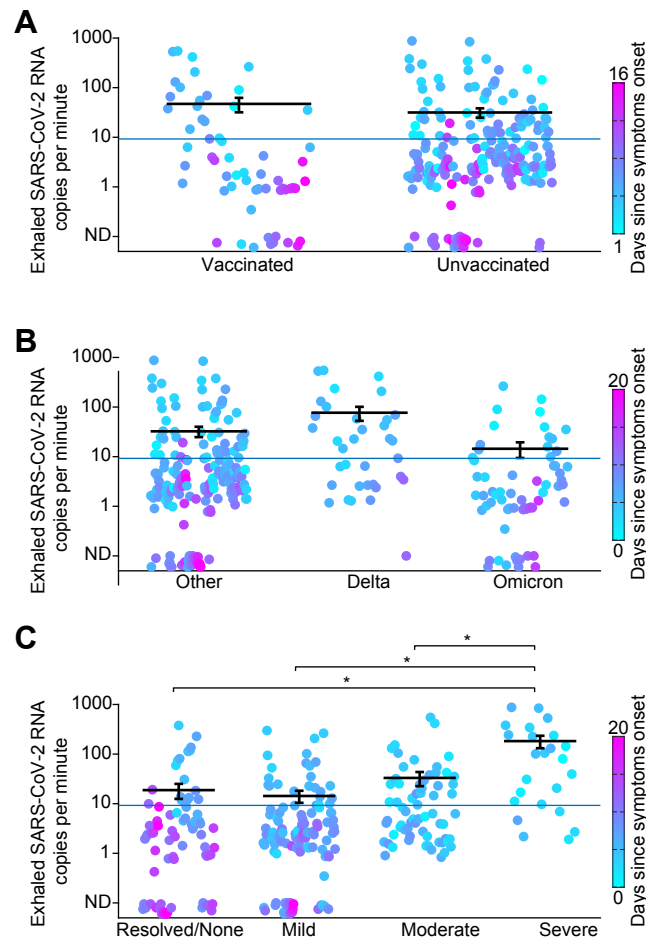 A
Exhaled SARS-CoV-2 RNA
copies per minute
1000
100
10
1
ND
Vaccinated
Unvaccinated
16
1
Days since symptoms onset
B
Exhaled SARS-CoV-2 RNA
copies per minute
1000
100
10
1
ND
Other
Delta
Omicron
20
0
Days since symptoms onset
C
*
*
*
Exhaled SARS-CoV-2 RNA
copies per minute
1000
100
10
1
ND
Resolved/None
Mild
Moderate
Severe
20
0
Days since symptoms onset